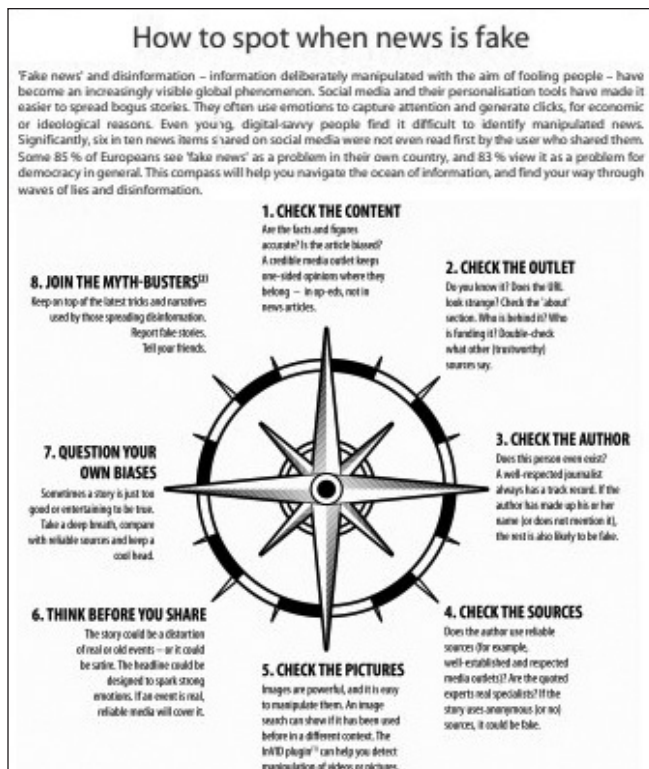 How to spot when news is fake
'Fake news' and disinformation – information deliberately manipulated with the aim of fooling people – have
become an increasingly visible global phenomenon. Social media and their personalisation tools have made it
easier to spread bogus stories. They often use emotions to capture attention and generate clicks, for economic
or ideological reasons. Even young, digital-savvy people find it difficult to identify manipulated news.
Significantly, six in ten news items shared on social media were not even read first by the user who shared them.
Some 85 % of Europeans see 'fake news' as a problem in their own country, and 83 % view it as a problem for
democracy in general. This compass will help you navigate the ocean of information, and find your way through
waves of lies and disinformation.
1. CHECK THE CONTENT
Are the facts and figures
accurate? Is the article biased?
A credible media outlet keeps
one-sided opinions where they
belong – in op-eds, not in
news articles.
2. CHECK THE OUTLET
Do you know it? Does the URL
look strange? Check the 'about'
section. Who is behind it? Who
is funding it? Double-check
what other (trustworthy)
sources say.
3. CHECK THE AUTHOR
Does this person even exist?
A well-respected journalist
always has a track record. If the
author has made up his or her
name (or does not mention it),
the rest is also likely to be fake.
4. CHECK THE SOURCES
Does the author use reliable
sources (for example,
well-established and respected
media outlets)? Are the quoted
experts real specialists? If the
story uses anonymous (or no)
sources, it could be fake.
5. CHECK THE PICTURES
Images are powerful, and it is easy
to manipulate them. An image
search can show if it has been used
before in a different context. The
InVID plugin[1] can help you detect
manipulation of videos or pictures.
6. THINK BEFORE YOU SHARE
The story could be a distortion
of real or old events – or it could
be satire. The headline could be
designed to spark strong
emotions. If an event is real,
reliable media will cover it.
7. QUESTION YOUR
OWN BIASES
Sometimes a story is just too
good or entertaining to be true.
Take a deep breath, compare
with reliable sources and keep a
cool head.
8. JOIN THE MYTH-BUSTERS[2]
Keep on top of the latest tricks and narratives
used by those spreading disinformation.
Report fake stories.
Tell your friends.